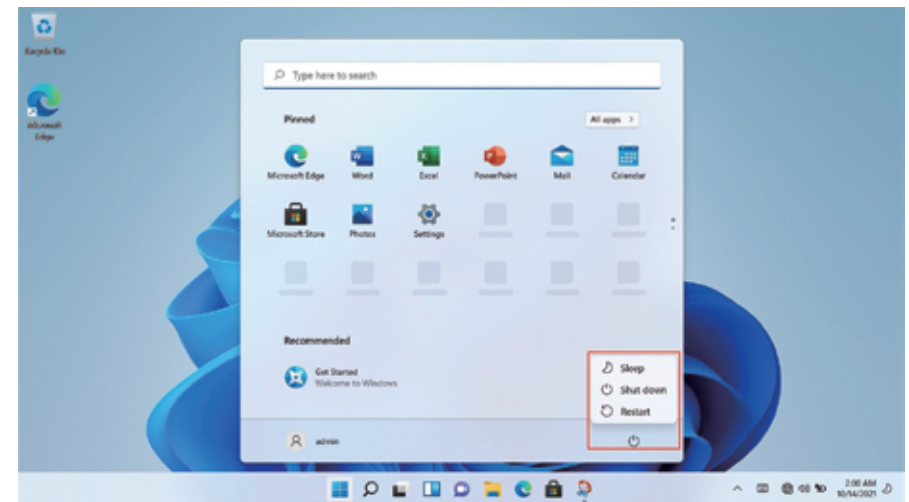 Recycle Bin
Microsoft
Edge
Type here to search
Pinned
All apps >
Microsoft Edge
Word
Excel
PowerPoint
Mail
Calendar
Microsoft Store
Photos
Settings
Recommended
Get Started
Welcome to Windows
Sleep
Shut down
Restart
admin
2:00 AM
10/14/2021